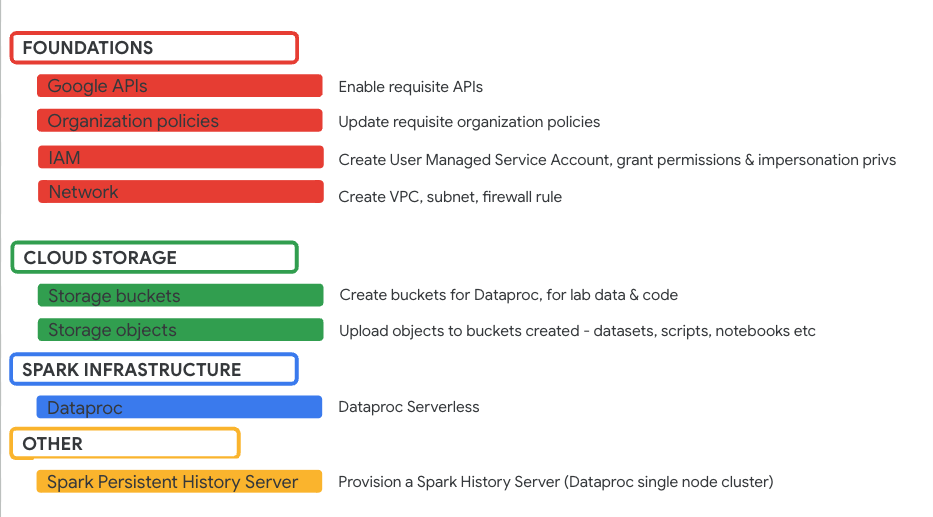 FOUNDATIONS
Google APIs Enable requisite APIs
Organization policies Update requisite organization policies
IAM Create User Managed Service Account, grant permissions & impersonation privs
Network Create VPC, subnet, firewall rule
CLOUD STORAGE
Storage buckets Create buckets for Dataproc, for lab data & code
Storage objects Upload objects to buckets created - datasets, scripts, notebooks etc
SPARK INFRASTRUCTURE
Dataproc Dataproc Serverless
OTHER
Spark Persistent History Server Provision a Spark History Server (Dataproc single node cluster)